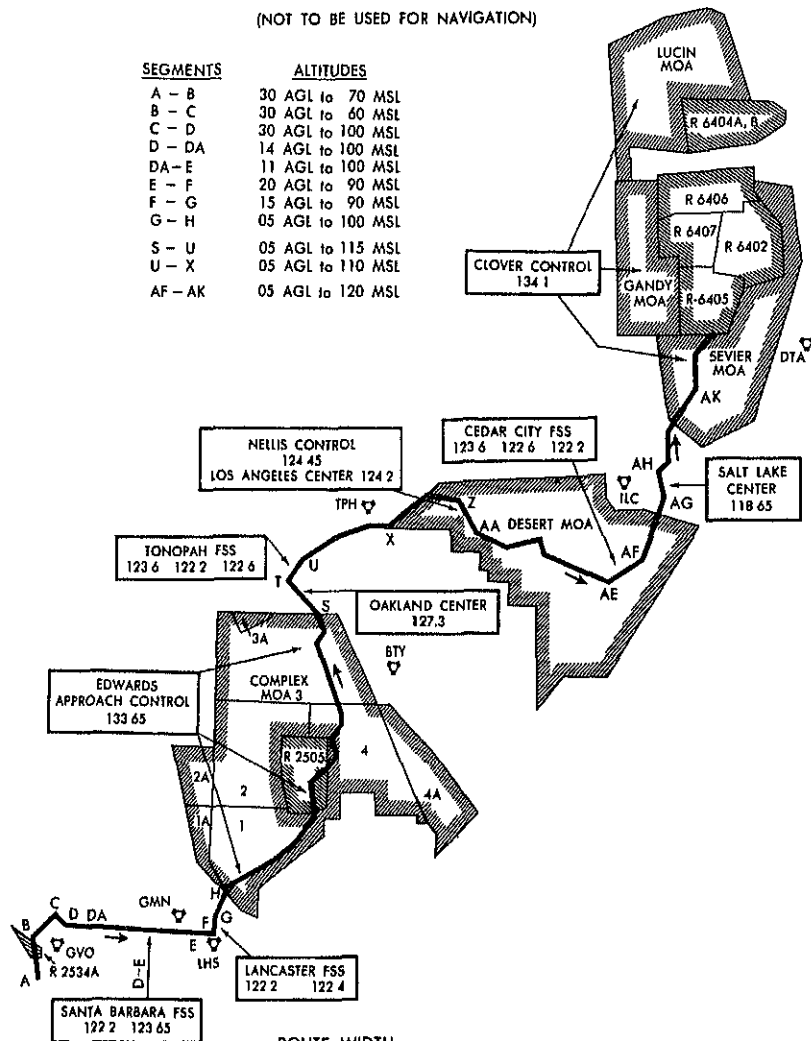 (NOT TO BE USED FOR NAVIGATION)
SEGMENTS ALTITUDES
A – B 30 AGL to 70 MSL
B – C 30 AGL to 60 MSL
C – D 30 AGL to 100 MSL
D – DA 14 AGL to 100 MSL
DA – E 11 AGL to 100 MSL
E – F 20 AGL to 90 MSL
F – G 15 AGL to 90 MSL
G – H 05 AGL to 100 MSL
S – U 05 AGL to 115 MSL
U – X 05 AGL to 110 MSL
AF – AK 05 AGL to 120 MSL
LUCIN
MOA
R 6404A, B
R 6406
R 6407
R 6402
CLOVER CONTROL
134 1
GANDY
MOA
R-6405
SEVIER
MOA
DTA
AK
CEDAR CITY FSS
123 6 122 6 122 2
NELLIS CONTROL
124 45
LOS ANGELES CENTER 124 2
AH
SALT LAKE
CENTER
118 65
ILC
AG
TPH
Z
X
AA
DESERT MOA
TONOPAH FSS
123 6 122 2 122 6
U
T
AF
AE
S
OAKLAND CENTER
127.3
3A
BTY
EDWARDS
APPROACH CONTROL
133 65
COMPLEX
MOA 3
R 2505
4
2A
2
4A
1A
1
H
C
D DA
GMN
F
G
B
GVO
E
LHS
A
R 2534A
D-E
LANCASTER FSS
122 2 122 4
SANTA BARBARA FSS
122 2 123 65
ROUTE WIDTH